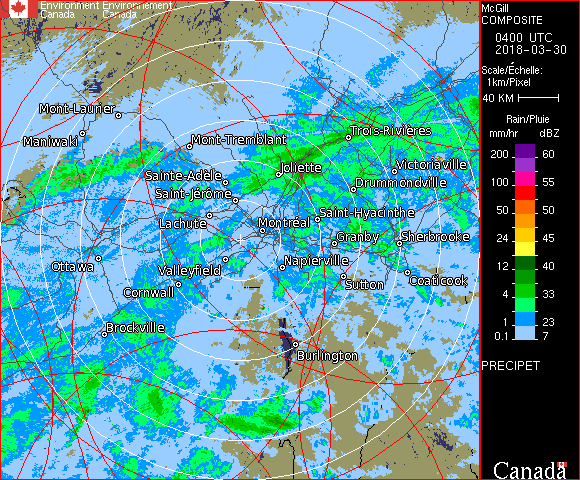 Environment Environnement
Canada Canada
Mont-Laurier
Maniwaki
Mont-Tremblant
Trois-Rivières
Sainte-Adèle
Joliette
Victoriaville
Saint-Jérôme
Drummondville
Lachute
Montréal
Saint-Hyacinthe
Granby
Sherbrooke
Ottawa
Valleyfield
Napierville
Cornwall
Sutton
Coaticook
Brockville
Burlington
McGill
COMPOSITE
0400 UTC
2018-03-30
Scale/Échelle:
1km/Pixel
40 KM
Rain/Pluie
mm/hr dBZ
200 60
100 55
50 50
24 45
12 40
4 33
1 23
0.1 7
PRECIPET
Canada